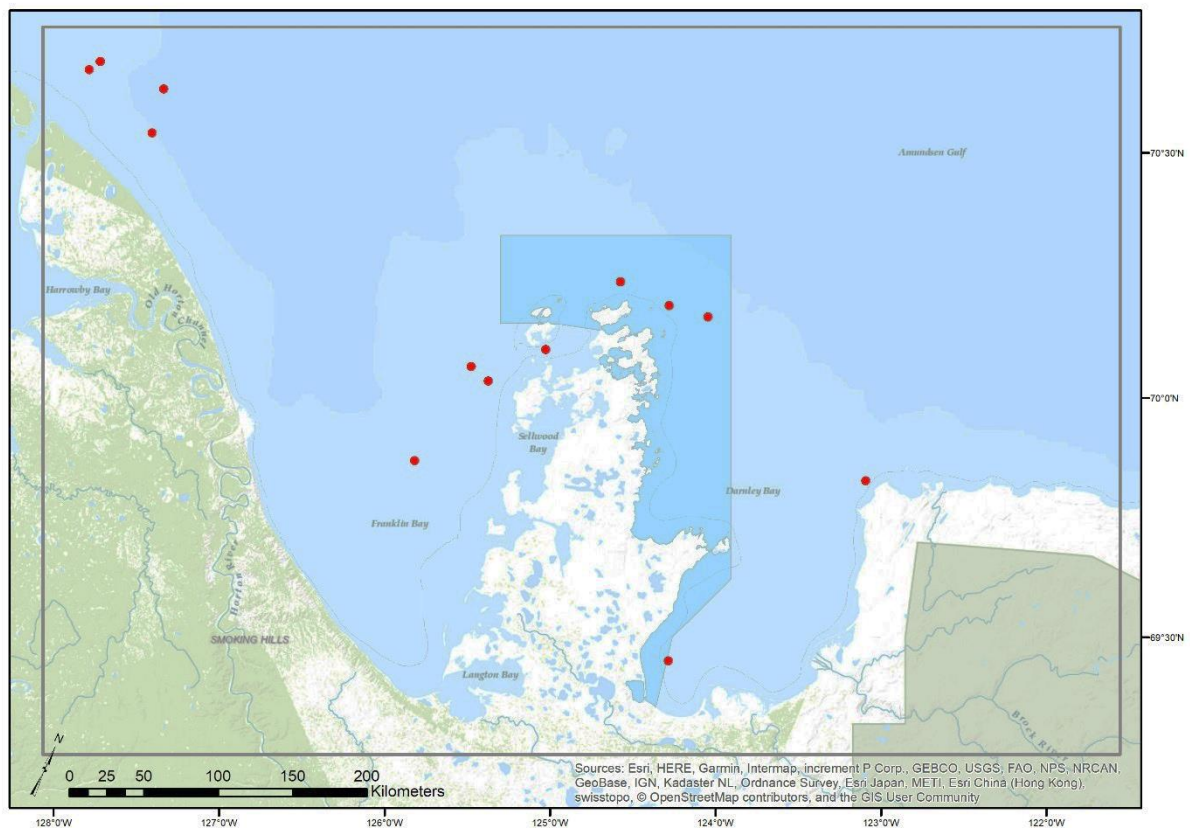 Amundsen Gulf
70°30'N
Harrowby Bay
Old Horton Channel
70°0'N
Sellwood Bay
Darnley Bay
Franklin Bay
Horton River
SMOKING HILLS
69°30'N
Langton Bay
Brock River
N
0 25 50 100 150 200
Kilometers
Sources: Esri, HERE, Garmin, Intermap, increment P Corp., GEBCO, USGS, FAO, NPS, NRCAN,
GeoBase, IGN, Kadaster NL, Ordnance Survey, Esri Japan, METI, Esri China (Hong Kong),
swisstopo, © OpenStreetMap contributors, and the GIS User Community
128°0'W 127°0'W 126°0'W 125°0'W 124°0'W 123°0'W 122°0'W